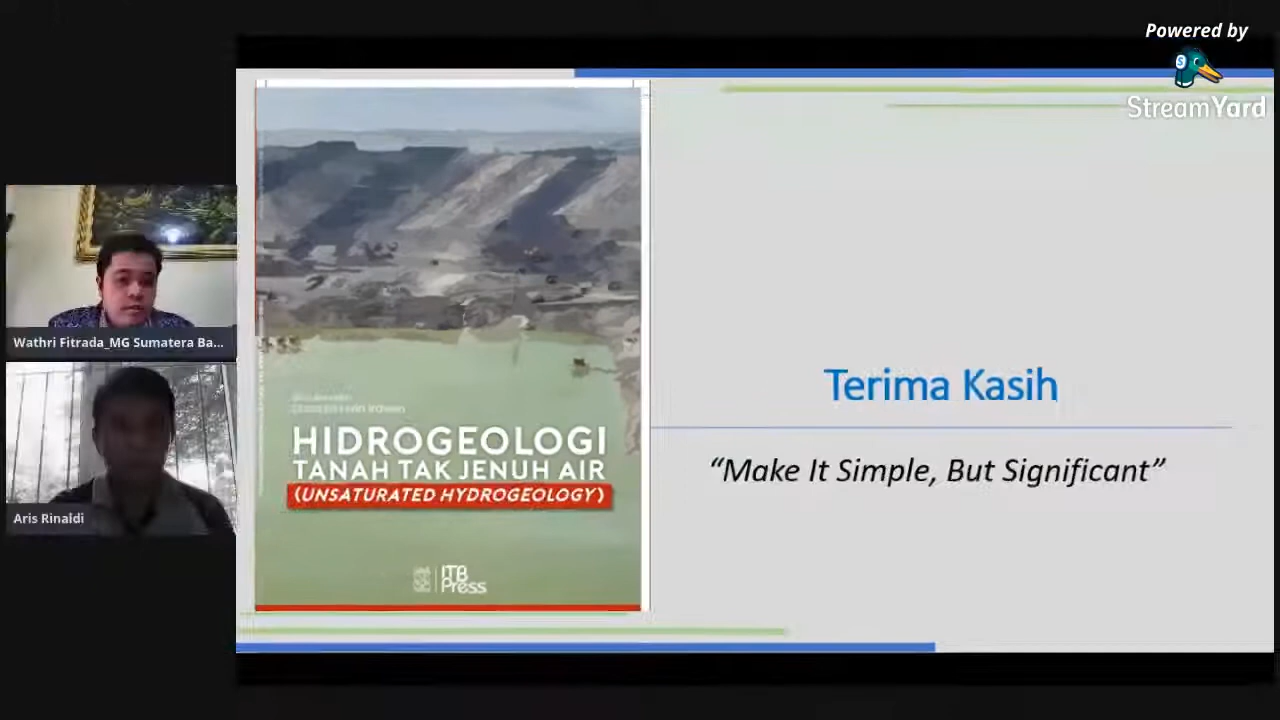 Powered by
StreamYard
Wathri Fitrada_MG Sumatera Ba...
Aris Rinaldi
HIDROGEOLOGI
TANAH TAK JENUH AIR
(UNSATURATED HYDROGEOLOGY)
ITB
Press
Terima Kasih
“Make It Simple, But Significant”